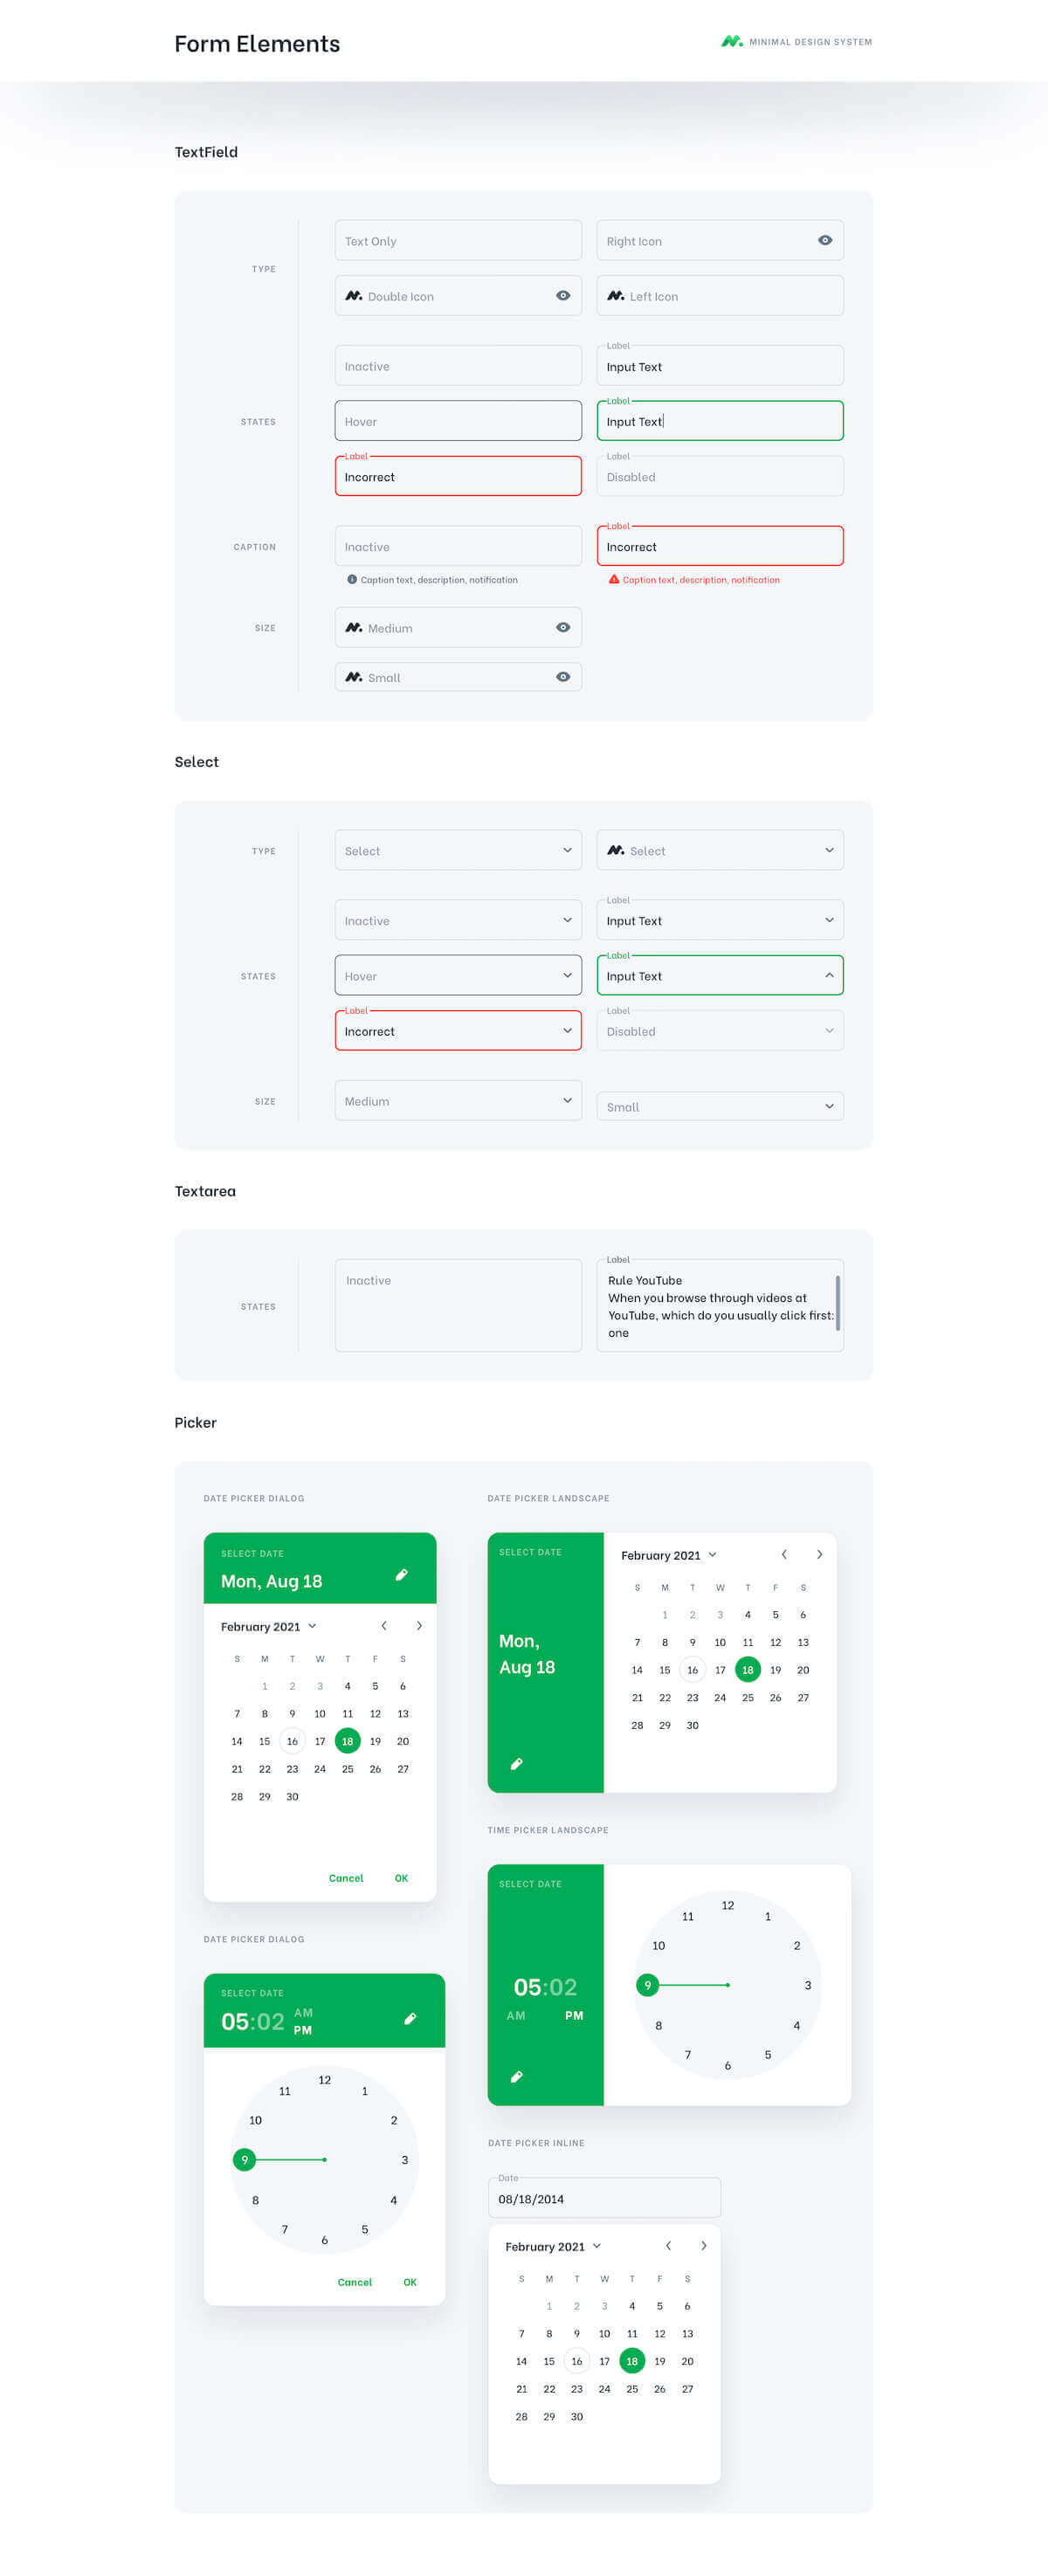 Form Elements
MINIMAL DESIGN SYSTEM
TextField
TYPE
Text Only
Right Icon
Double Icon
Left Icon
STATES
Inactive
Label
Input Text
Hover
Label
Input Text
Label
Incorrect
Label
Disabled
CAPTION
Inactive
Caption text, description, notification
Label
Incorrect
Caption text, description, notification
SIZE
Medium
Small
Select
TYPE
Select
Select
STATES
Inactive
Label
Input Text
Hover
Label
Input Text
Label
Incorrect
Label
Disabled
SIZE
Medium
Small
Textarea
STATES
Inactive
Label
Rule YouTube
When you browse through videos at
YouTube, which do you usually click first:
one
Picker
DATE PICKER DIALOG
SELECT DATE
Mon, Aug 18
February 2021
S M T W T F S
1 2 3 4 5 6
7 8 9 10 11 12 13
14 15 16 17 18 19 20
21 22 23 24 25 26 27
28 29 30
Cancel OK
DATE PICKER LANDSCAPE
SELECT DATE
Mon,
Aug 18
February 2021
S M T W T F S
1 2 3 4 5 6
7 8 9 10 11 12 13
14 15 16 17 18 19 20
21 22 23 24 25 26 27
28 29 30
DATE PICKER DIALOG
SELECT DATE
05:02
AM
PM
12
11 1
10 2
9 3
8 4
7 5
6
Cancel OK
TIME PICKER LANDSCAPE
SELECT DATE
05:02
AM PM
12
11 1
10 2
9 3
8 4
7 5
6
DATE PICKER INLINE
Date
08/18/2014
February 2021
S M T W T F S
1 2 3 4 5 6
7 8 9 10 11 12 13
14 15 16 17 18 19 20
21 22 23 24 25 26 27
28 29 30